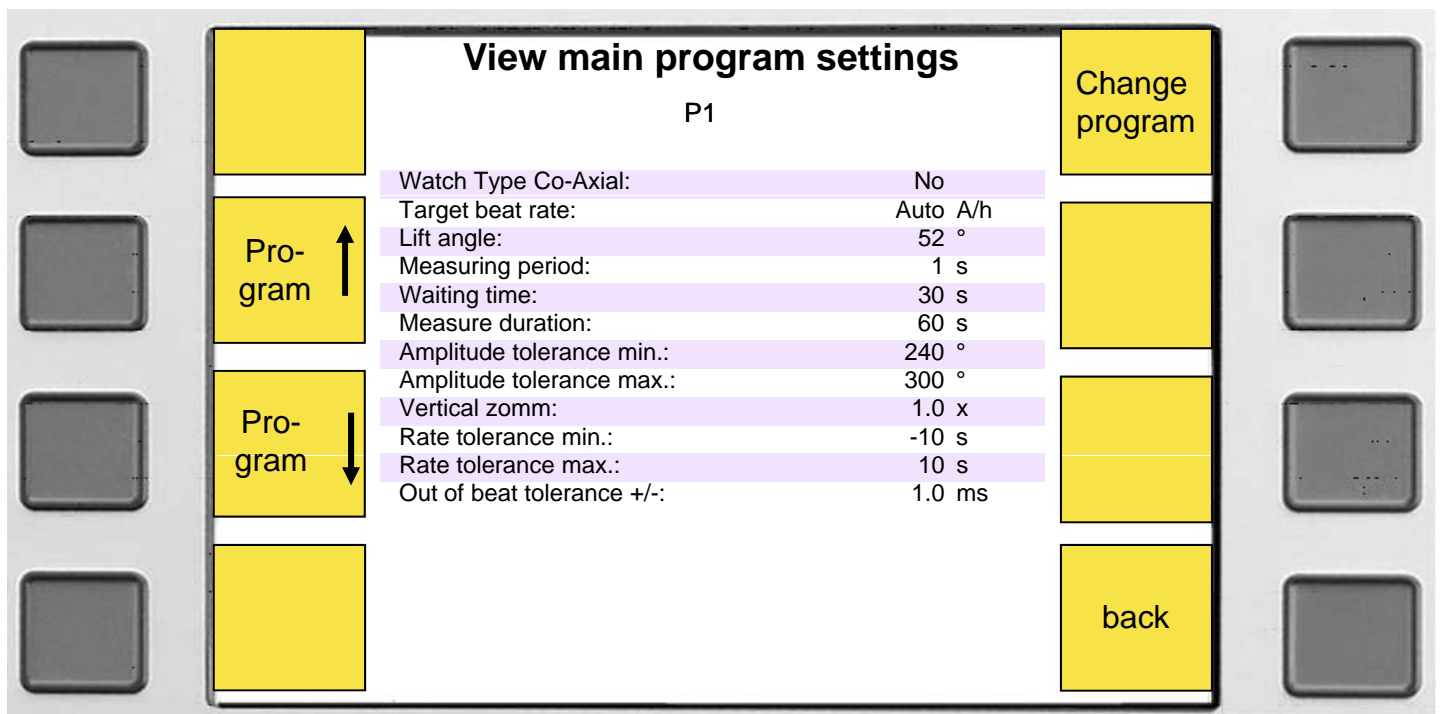 View main program settings
P1
Change
program
Pro-
gram
Pro-
gram
back
Watch Type Co-Axial: No
Target beat rate: Auto A/h
Lift angle: 52 °
Measuring period: 1 s
Waiting time: 30 s
Measure duration: 60 s
Amplitude tolerance min.: 240 °
Amplitude tolerance max.: 300 °
Vertical zomm: 1.0 x
Rate tolerance min.: -10 s
Rate tolerance max.: 10 s
Out of beat tolerance +/-: 1.0 ms